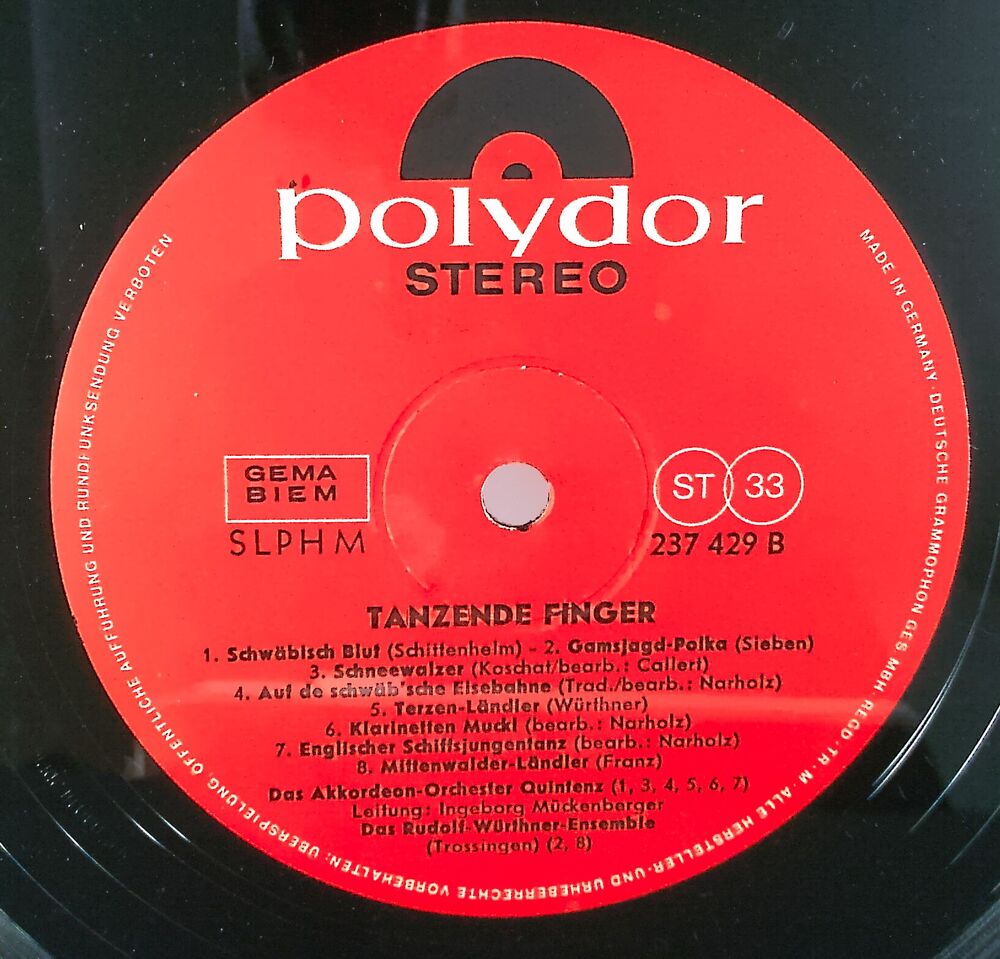 polydor
STEREO
GEMA
BIEM
SLPHM
ST 33
237 429 B
TANZENDE FINGER
1. Schwäbisch Blut (Schittenhelm) - 2. Gamsjagd-Polka (Sieben)
3. Schneewalzer (Koschat/bearb.: Callert)
4. Auf de schwäb'sche Eisebahne (Trad./bearb.: Narholz)
5. Terzen-Ländler (Würthner)
6. Klarinetten Muckl (bearb.: Narholz)
7. Englischer Schiffsjungentanz (bearb.: Narholz)
8. Mittenwalder-Ländler (Franz)
Das Akkordeon-Orchester Quintenz (1, 3, 4, 5, 6, 7)
Leitung: Ingeborg Mückenberger
Das Rudolf-Würthner-Ensemble
(Trossingen) (2, 8)
MADE IN GERMANY · DEUTSCHE GRAMMOPHON GES. MBH · REGD · TR · M · ALLE HERSTELLER- UND URHEBERRECHTE VORBEHALTEN: ÜBERSPIELUNG, ÖFFENTLICHE AUFFÜHRUNG UND RUNDFUNKSENDUNG VERBOTEN